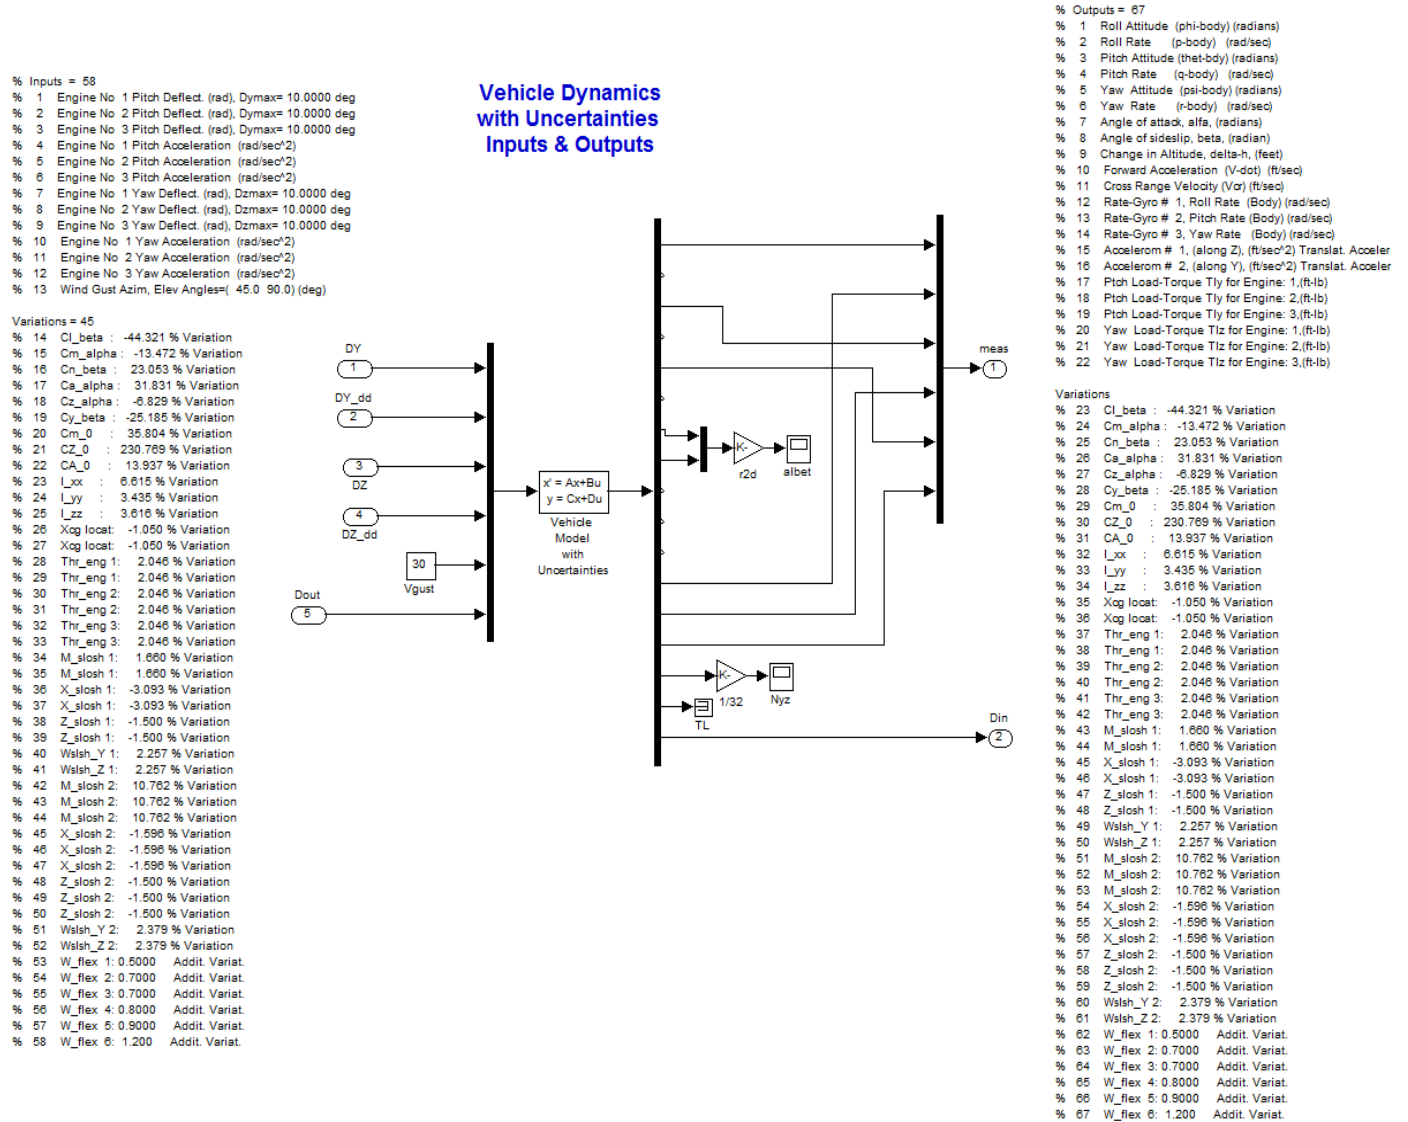 % Inputs = 58
% 1 Engine No 1 Pitch Deflect. (rad), Dymax= 10.0000 deg
% 2 Engine No 2 Pitch Deflect. (rad), Dymax= 10.0000 deg
% 3 Engine No 3 Pitch Deflect. (rad), Dymax= 10.0000 deg
% 4 Engine No 1 Pitch Acceleration (rad/sec^2)
% 5 Engine No 2 Pitch Acceleration (rad/sec^2)
% 6 Engine No 3 Pitch Acceleration (rad/sec^2)
% 7 Engine No 1 Yaw Deflect. (rad), Dzmax= 10.0000 deg
% 8 Engine No 2 Yaw Deflect. (rad), Dzmax= 10.0000 deg
% 9 Engine No 3 Yaw Deflect. (rad), Dzmax= 10.0000 deg
% 10 Engine No 1 Yaw Acceleration (rad/sec^2)
% 11 Engine No 2 Yaw Acceleration (rad/sec^2)
% 12 Engine No 3 Yaw Acceleration (rad/sec^2)
% 13 Wind Gust Azim, Elev Angles=( 45.0 90.0) (deg)
Variations = 45
% 14 Cl_beta : -44.321 % Variation
% 15 Cm_alpha : -13.472 % Variation
% 16 Cn_beta : 23.053 % Variation
% 17 Ca_alpha : 31.831 % Variation
% 18 Cz_alpha : -6.829 % Variation
% 19 Cy_beta : -25.185 % Variation
% 20 Cm_0 : 35.804 % Variation
% 21 CZ_0 : 230.769 % Variation
% 22 CA_0 : 13.937 % Variation
% 23 I_xx : 6.615 % Variation
% 24 I_yy : 3.435 % Variation
% 25 I_zz : 3.616 % Variation
% 26 Xcg locat: -1.050 % Variation
% 27 Xcg locat: -1.050 % Variation
% 28 Thr_eng 1: 2.046 % Variation
% 29 Thr_eng 1: 2.046 % Variation
% 30 Thr_eng 2: 2.046 % Variation
% 31 Thr_eng 2: 2.046 % Variation
% 32 Thr_eng 3: 2.046 % Variation
% 33 Thr_eng 3: 2.046 % Variation
% 34 M_slosh 1: 1.660 % Variation
% 35 M_slosh 1: 1.660 % Variation
% 36 X_slosh 1: -3.093 % Variation
% 37 X_slosh 1: -3.093 % Variation
% 38 Z_slosh 1: -1.500 % Variation
% 39 Z_slosh 1: -1.500 % Variation
% 40 Wslsh_Y 1: 2.257 % Variation
% 41 Wslsh_Z 1: 2.257 % Variation
% 42 M_slosh 2: 10.762 % Variation
% 43 M_slosh 2: 10.762 % Variation
% 44 M_slosh 2: 10.762 % Variation
% 45 X_slosh 2: -1.596 % Variation
% 46 X_slosh 2: -1.596 % Variation
% 47 X_slosh 2: -1.596 % Variation
% 48 Z_slosh 2: -1.500 % Variation
% 49 Z_slosh 2: -1.500 % Variation
% 50 Z_slosh 2: -1.500 % Variation
% 51 Wslsh_Y 2: 2.379 % Variation
% 52 Wslsh_Z 2: 2.379 % Variation
% 53 W_flex 1: 0.5000 Addit. Variat.
% 54 W_flex 2: 0.7000 Addit. Variat.
% 55 W_flex 3: 0.7000 Addit. Variat.
% 56 W_flex 4: 0.8000 Addit. Variat.
% 57 W_flex 5: 0.9000 Addit. Variat.
% 58 W_flex 6: 1.200 Addit. Variat.
Vehicle Dynamics
with Uncertainties
Inputs & Outputs
DY
1
DY_dd
2
3
DZ
4
DZ_dd
30
Vgust
Dout
5
x' = Ax+Bu
y = Cx+Du
Vehicle
Model
with
Uncertainties
K-
r2d
albet
K-
1/32
Nyz
TL
meas
1
Din
2
% Outputs = 67
% 1 Roll Attitude (phi-body) (radians)
% 2 Roll Rate (p-body) (rad/sec)
% 3 Pitch Attitude (thet-bdy) (radians)
% 4 Pitch Rate (q-body) (rad/sec)
% 5 Yaw Attitude (psi-body) (radians)
% 6 Yaw Rate (r-body) (rad/sec)
% 7 Angle of attack, alfa, (radians)
% 8 Angle of sideslip, beta, (radian)
% 9 Change in Altitude, delta-h, (feet)
% 10 Forward Acceleration (V-dot) (ft/sec)
% 11 Cross Range Velocity (Vcr) (ft/sec)
% 12 Rate-Gyro # 1, Roll Rate (Body) (rad/sec)
% 13 Rate-Gyro # 2, Pitch Rate (Body) (rad/sec)
% 14 Rate-Gyro # 3, Yaw Rate (Body) (rad/sec)
% 15 Accelerom # 1, (along Z), (ft/sec^2) Translat. Acceler
% 16 Accelerom # 2, (along Y), (ft/sec^2) Translat. Acceler
% 17 Ptch Load-Torque Tly for Engine: 1,(ft-lb)
% 18 Ptch Load-Torque Tly for Engine: 2,(ft-lb)
% 19 Ptch Load-Torque Tly for Engine: 3,(ft-lb)
% 20 Yaw Load-Torque Tlz for Engine: 1,(ft-lb)
% 21 Yaw Load-Torque Tlz for Engine: 2,(ft-lb)
% 22 Yaw Load-Torque Tlz for Engine: 3,(ft-lb)
Variations
% 23 Cl_beta : -44.321 % Variation
% 24 Cm_alpha : -13.472 % Variation
% 25 Cn_beta : 23.053 % Variation
% 26 Ca_alpha : 31.831 % Variation
% 27 Cz_alpha : -6.829 % Variation
% 28 Cy_beta : -25.185 % Variation
% 29 Cm_0 : 35.804 % Variation
% 30 CZ_0 : 230.769 % Variation
% 31 CA_0 : 13.937 % Variation
% 32 I_xx : 6.615 % Variation
% 33 I_yy : 3.435 % Variation
% 34 I_zz : 3.616 % Variation
% 35 Xcg locat: -1.050 % Variation
% 36 Xcg locat: -1.050 % Variation
% 37 Thr_eng 1: 2.046 % Variation
% 38 Thr_eng 1: 2.046 % Variation
% 39 Thr_eng 2: 2.046 % Variation
% 40 Thr_eng 2: 2.046 % Variation
% 41 Thr_eng 3: 2.046 % Variation
% 42 Thr_eng 3: 2.046 % Variation
% 43 M_slosh 1: 1.660 % Variation
% 44 M_slosh 1: 1.660 % Variation
% 45 X_slosh 1: -3.093 % Variation
% 46 X_slosh 1: -3.093 % Variation
% 47 Z_slosh 1: -1.500 % Variation
% 48 Z_slosh 1: -1.500 % Variation
% 49 Wslsh_Y 1: 2.257 % Variation
% 50 Wslsh_Z 1: 2.257 % Variation
% 51 M_slosh 2: 10.762 % Variation
% 52 M_slosh 2: 10.762 % Variation
% 53 M_slosh 2: 10.762 % Variation
% 54 X_slosh 2: -1.596 % Variation
% 55 X_slosh 2: -1.596 % Variation
% 56 X_slosh 2: -1.596 % Variation
% 57 Z_slosh 2: -1.500 % Variation
% 58 Z_slosh 2: -1.500 % Variation
% 59 Z_slosh 2: -1.500 % Variation
% 60 Wslsh_Y 2: 2.379 % Variation
% 61 Wslsh_Z 2: 2.379 % Variation
% 62 W_flex 1: 0.5000 Addit. Variat.
% 63 W_flex 2: 0.7000 Addit. Variat.
% 64 W_flex 3: 0.7000 Addit. Variat.
% 65 W_flex 4: 0.8000 Addit. Variat.
% 66 W_flex 5: 0.9000 Addit. Variat.
% 67 W_flex 6: 1.200 Addit. Variat.